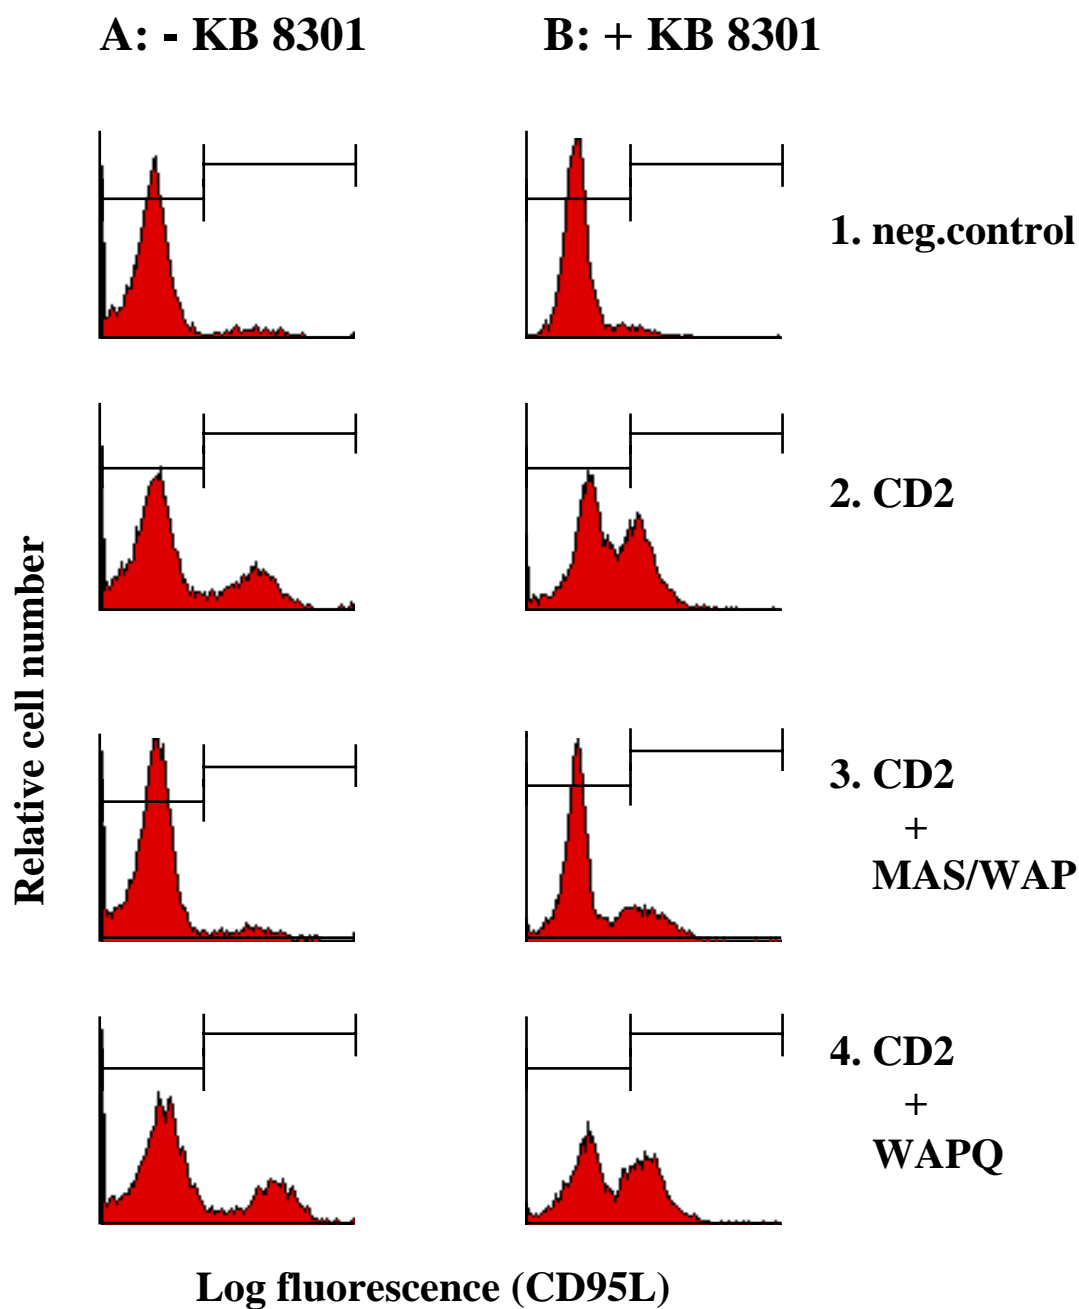 A: - KB 8301
B: + KB 8301
1. neg.control
2. CD2
Relative cell number
3. CD2
+
MAS/WAP
4. CD2
+
WAPQ
Log fluorescence (CD95L)